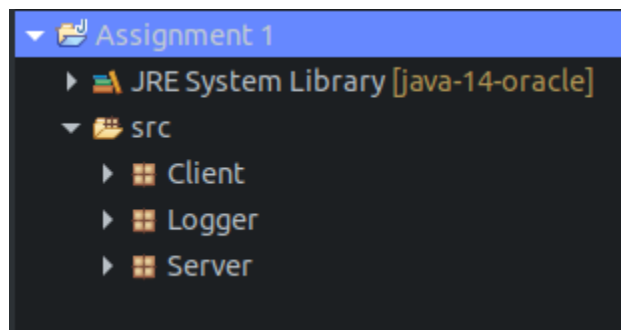 Assignment 1
JRE System Library [java-14-oracle]
src
Client
Logger
Server